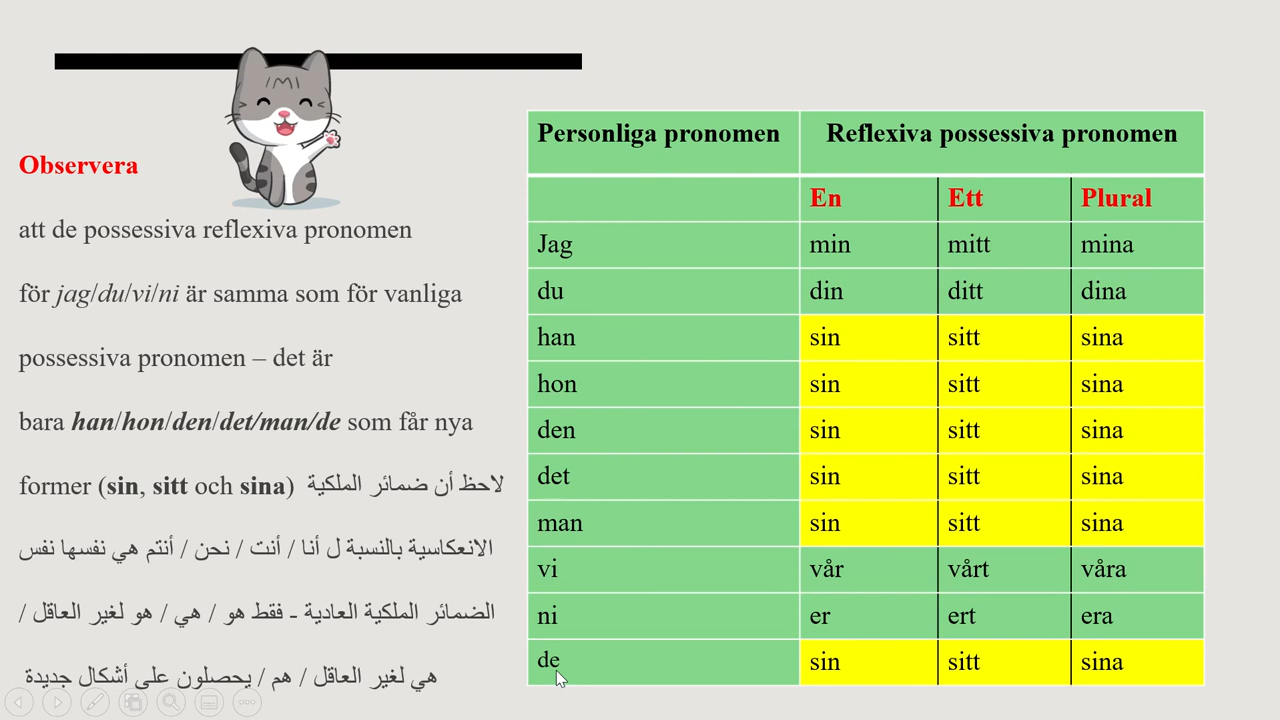 Observera
att de possessiva reflexiva pronomen
för jag/du/vi/ni är samma som för vanliga
possessiva pronomen – det är
bara han/hon/den/det/man/de som får nya
former (sin, sitt och sina) لاحظ أن ضمائر الملكية
الانعكاسية بالنسبة ل أنا / أنت / نحن / أنتم هي نفسها نفس
الضمائر الملكية العادية - فقط هو / هي / هو لغير العاقل /
هي لغير العاقل / هم / يحصلون على أشكال جديدة
Personliga pronomen Reflexiva possessiva pronomen
En Ett Plural
Jag min mitt mina
du din ditt dina
han sin sitt sina
hon sin sitt sina
den sin sitt sina
det sin sitt sina
man sin sitt sina
vi vår vårt våra
ni er ert era
de sin sitt sina